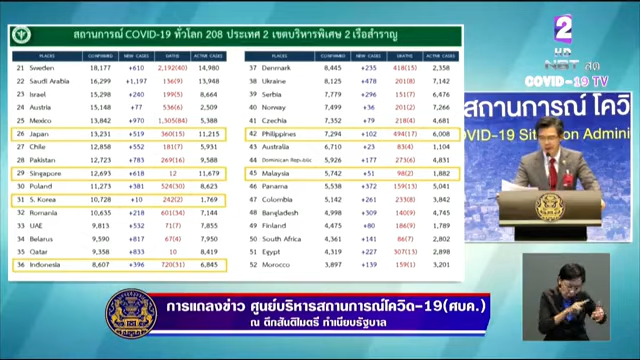 สถานการณ์ COVID-19 ทั่วโลก 208 ประเทศ 2 เขตบริหารพิเศษ 2 เรือสำราญ
PLACES CONFIRMED NEW CASES DEATHS ACTIVE CASES
21 Sweden 18,177 +610 2,192(40) 14,980
22 Saudi Arabia 16,299 +1,197 136(9) 13,948
23 Israel 15,298 +240 199(5) 8,664
24 Austria 15,148 +77 536(6) 2,509
25 Mexico 13,842 +970 1,305(84) 5,388
26 Japan 13,231 +519 360(15) 11,215
27 Chile 12,858 +552 181(7) 5,931
28 Pakistan 12,723 +783 269(16) 9,588
29 Singapore 12,693 +618 12 11,679
30 Poland 11,273 +381 524(30) 8,623
31 S. Korea 10,728 +10 242(2) 1,769
32 Romania 10,635 +218 601(34) 7,144
33 UAE 9,813 +532 71(7) 7,855
34 Belarus 9,590 +817 67(4) 7,950
35 Qatar 9,358 +833 10 8,419
36 Indonesia 8,607 +396 720(31) 6,845
PLACES CONFIRMED NEW CASES DEATHS ACTIVE CASES
37 Denmark 8,445 +235 418(15) 2,358
38 Ukraine 8,125 +478 201(8) 7,142
39 Serbia 7,779 +296 151(7) 6,476
40 Norway 7,499 +36 201(2) 7,266
41 Czechia 7,352 +79 218(4) 4,681
42 Philippines 7,294 +102 494(17) 6,008
43 Australia 6,710 +23 83(4) 1,104
44 Dominican Republic 5,926 +177 273(6) 4,831
45 Malaysia 5,742 +51 98(2) 1,882
46 Panama 5,538 +372 159(13) 5,041
47 Colombia 5,142 +261 233(8) 3,842
48 Bangladesh 4,998 +309 140(9) 4,745
49 Finland 4,475 +80 186(9) 1,789
50 South Africa 4,361 +141 86(7) 2,802
51 Egypt 4,319 +227 307(13) 2,898
52 Morocco 3,897 +139 159(1) 3,201
2
HD
NBT สด
COVID-19 TV
สถานการณ์ โควิ
OVID-19 Situation Admini
การแถลงข่าว ศูนย์บริหารสถานการณ์โควิด-19(ศบค.)
ณ ตึกสันติไมตรี ทำเนียบรัฐบาล